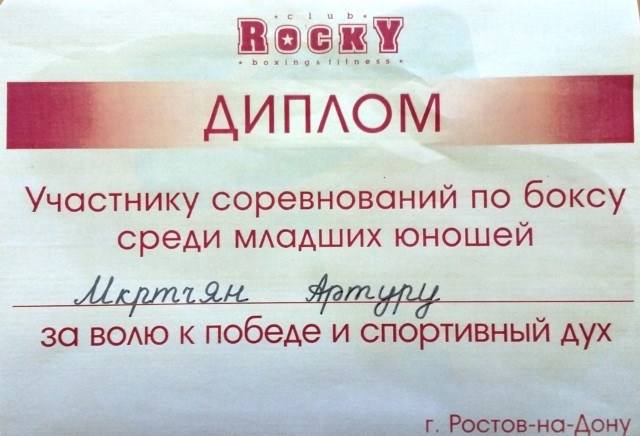 club
ROCKY
boxing & fitness
ДИПЛОМ
Участнику соревнований по боксу
среди младших юношей
Мкртчян Артуру
за волю к победе и спортивный дух
г. Ростов-на-Дону